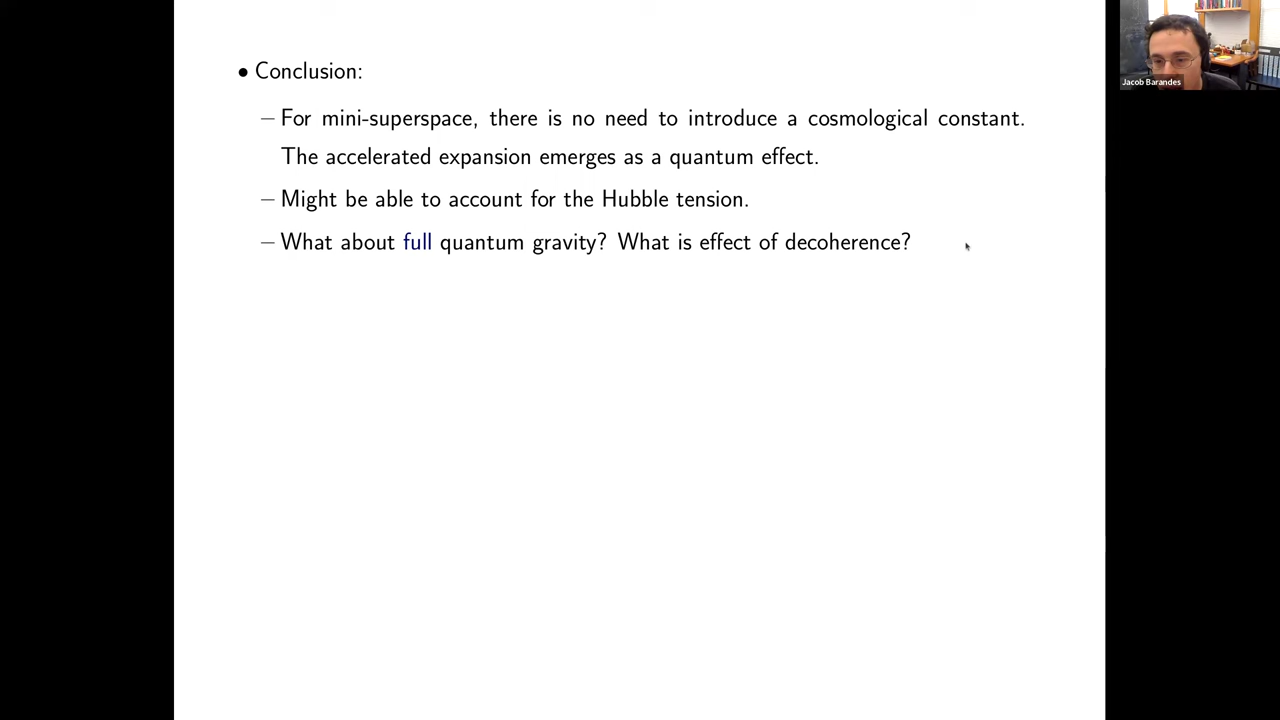 • Conclusion:
– For mini-superspace, there is no need to introduce a cosmological constant.
The accelerated expansion emerges as a quantum effect.
– Might be able to account for the Hubble tension.
– What about full quantum gravity? What is effect of decoherence?
Jacob Barandes